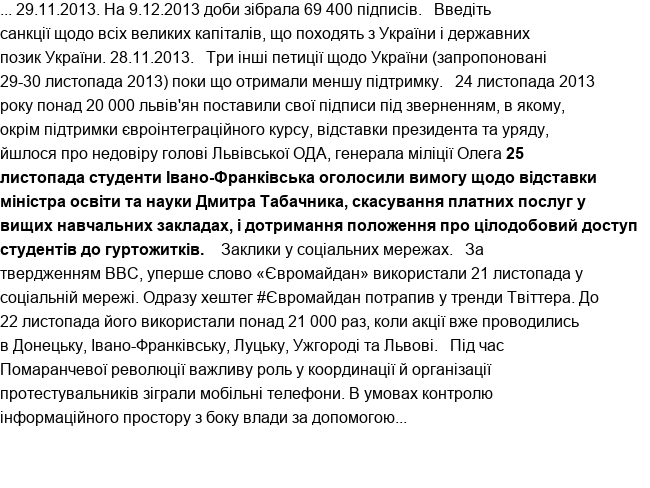 ... 29.11.2013. На 9.12.2013 доби зібрала 69 400 підписів.   Введіть
санкції щодо всіх великих капіталів, що походять з України і державних
позик України. 28.11.2013.   Три інші петиції щодо України (запропоновані
29-30 листопада 2013) поки що отримали меншу підтримку.   24 листопада 2013
року понад 20 000 львів'ян поставили свої підписи під зверненням, в якому,
окрім підтримки євроінтеграційного курсу, відставки президента та уряду,
йшлося про недовіру голові Львівської ОДА, генерала міліції Олега 25
листопада студенти Івано-Франківська оголосили вимогу щодо відставки
міністра освіти та науки Дмитра Табачника, скасування платних послуг у
вищих навчальних закладах, і дотримання положення про цілодобовий доступ
студентів до гуртожитків.    Заклики у соціальних мережах.   За
твердженням BBC, уперше слово «Євромайдан» використали 21 листопада у
соціальній мережі. Одразу хештег #Євромайдан потрапив у тренди Твіттера. До
22 листопада його використали понад 21 000 раз, коли акції вже проводились
в Донецьку, Івано-Франківську, Луцьку, Ужгороді та Львові.   Під час
Помаранчевої революції важливу роль у координації й організації
протестувальників зіграли мобільні телефони. В умовах контролю
інформаційного простору з боку влади за допомогою...